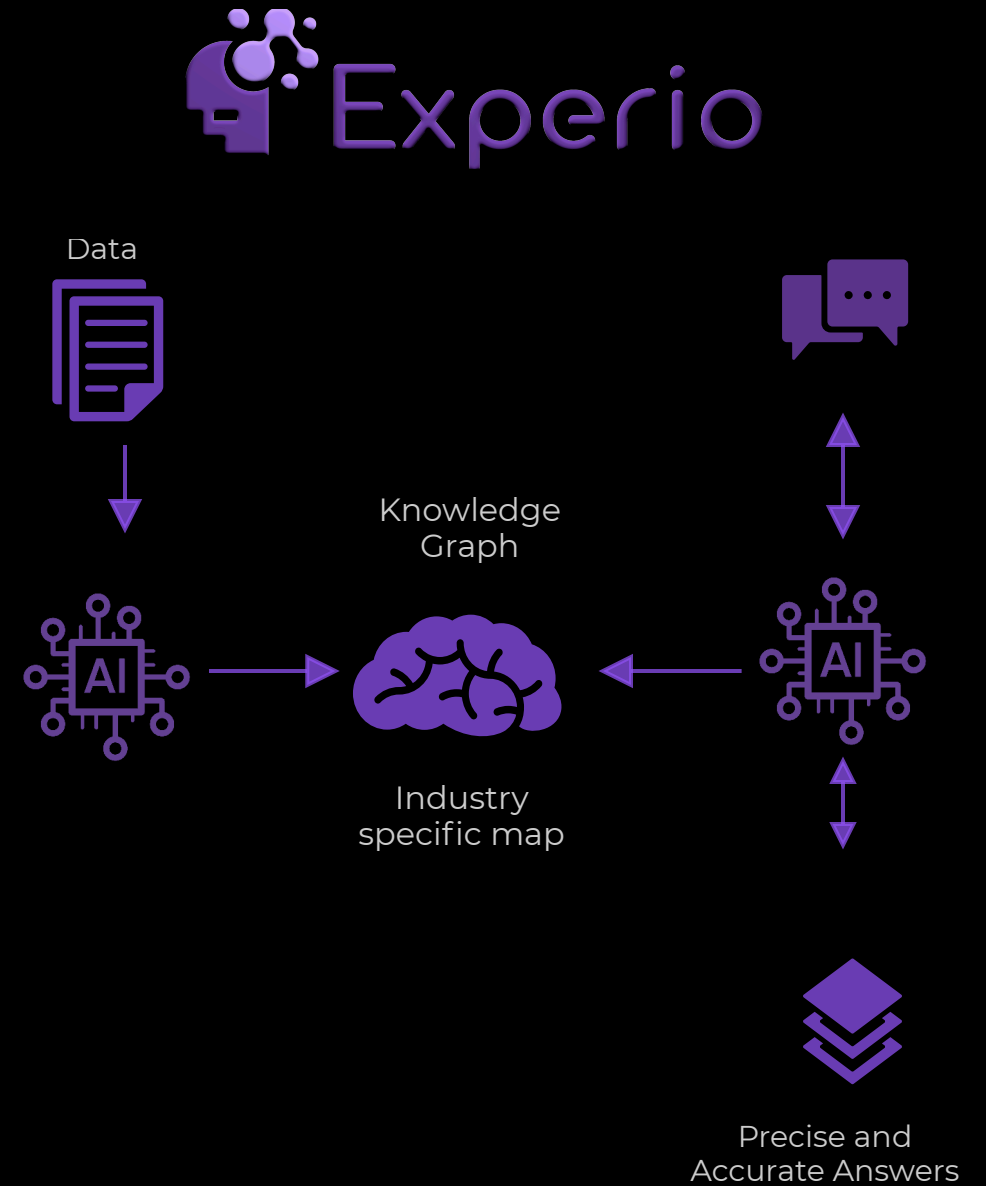 Experio
Data
Knowledge
Graph
AI
AI
Industry
specific map
Precise and
Accurate Answers